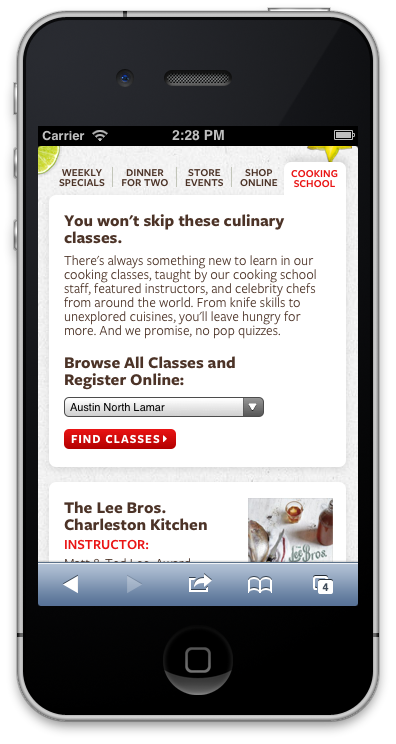 Carrier 2:28 PM
WEEKLY SPECIALS
DINNER FOR TWO
STORE EVENTS
SHOP ONLINE
COOKING SCHOOL
You won't skip these culinary
classes.
There's always something new to learn in our
cooking classes, taught by our cooking school
staff, featured instructors, and celebrity chefs
from around the world. From knife skills to
unexplored cuisines, you'll leave hungry for
more. And we promise, no pop quizzes.
Browse All Classes and
Register Online:
Austin North Lamar
FIND CLASSES
The Lee Bros.
Charleston Kitchen
INSTRUCTOR:
Matt & Ted Lee, Award
Lee Bros.
4